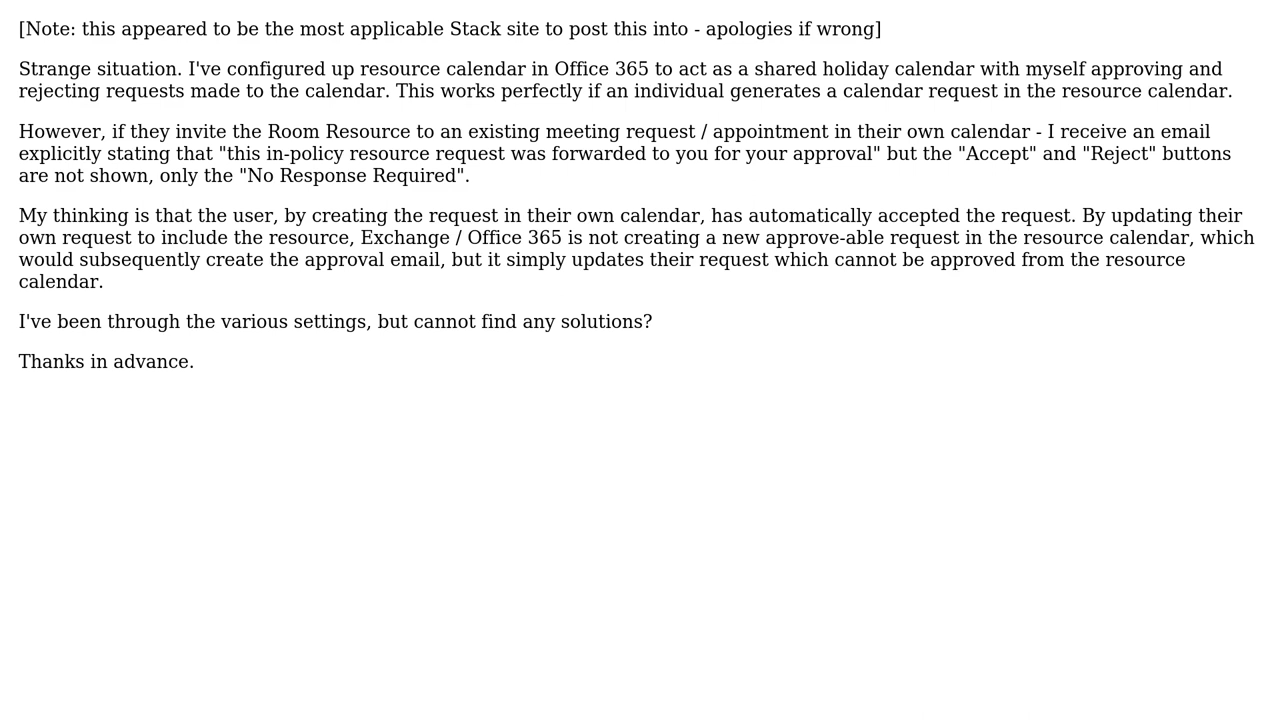 [Note: this appeared to be the most applicable Stack site to post this into - apologies if wrong]
Strange situation. I've configured up resource calendar in Office 365 to act as a shared holiday calendar with myself approving and
rejecting requests made to the calendar. This works perfectly if an individual generates a calendar request in the resource calendar.
However, if they invite the Room Resource to an existing meeting request / appointment in their own calendar - I receive an email
explicitly stating that "this in-policy resource request was forwarded to you for your approval" but the "Accept" and "Reject" buttons
are not shown, only the "No Response Required".
My thinking is that the user, by creating the request in their own calendar, has automatically accepted the request. By updating their
own request to include the resource, Exchange / Office 365 is not creating a new approve-able request in the resource calendar, which
would subsequently create the approval email, but it simply updates their request which cannot be approved from the resource
calendar.
I've been through the various settings, but cannot find any solutions?
Thanks in advance.